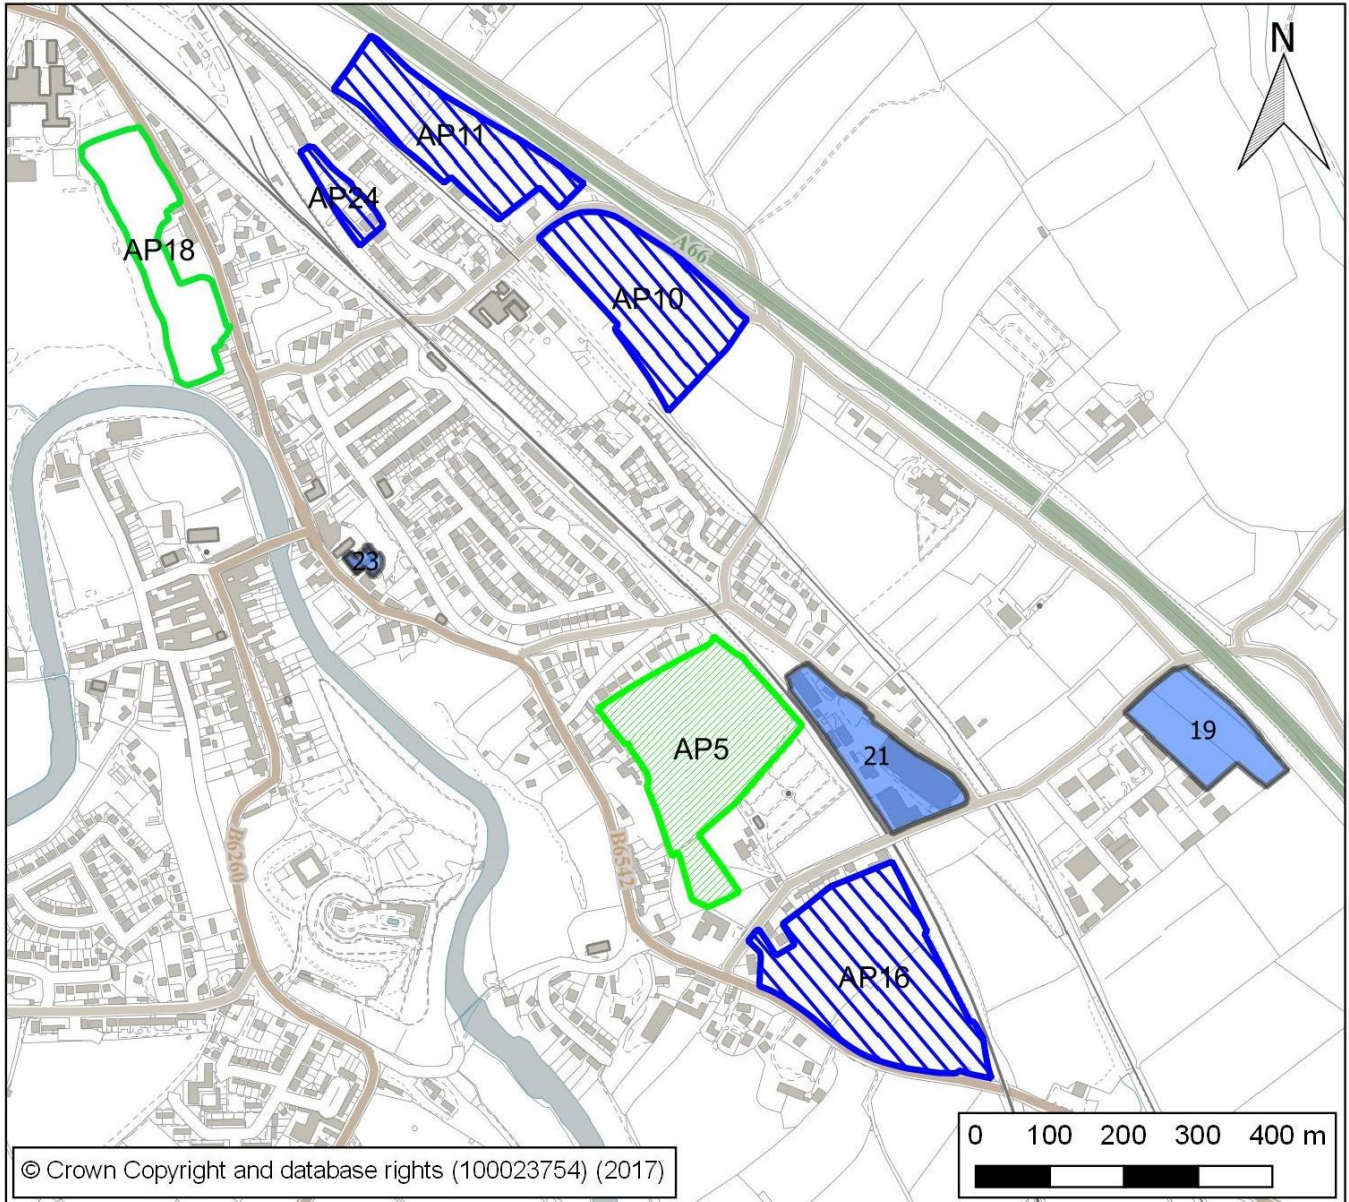 N
AP11
AP24
AP18
A66
AP10
23
AP5
21
19
B6260
B6542
AP16
0 100 200 300 400 m
© Crown Copyright and database rights (100023754) (2017)